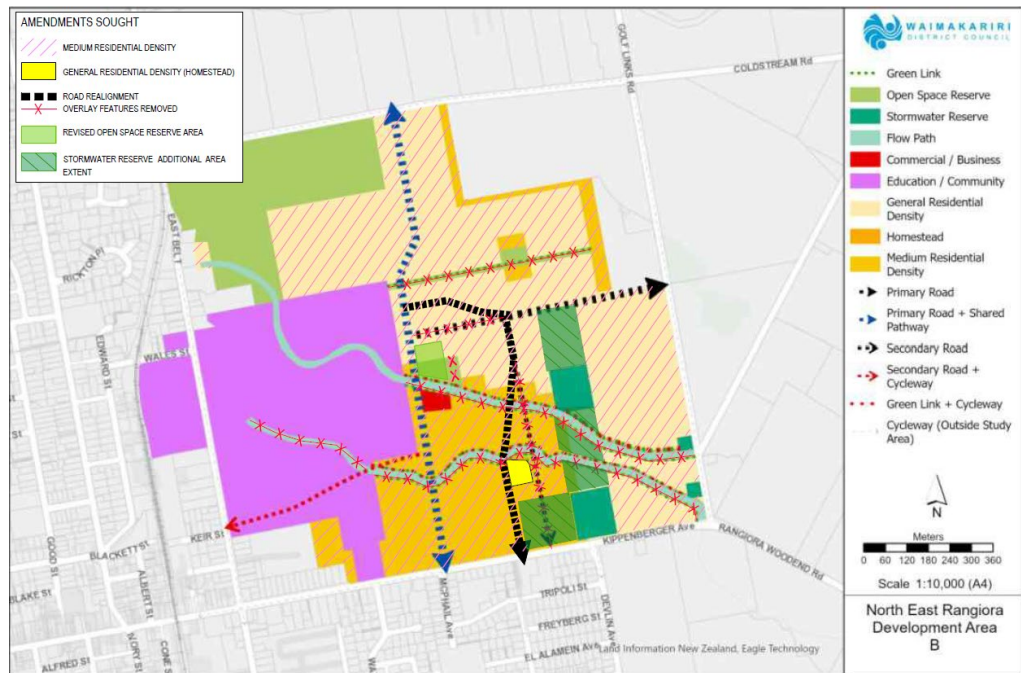 AMENDMENTS SOUGHT
MEDIUM RESIDENTIAL DENSITY
GENERAL RESIDENTIAL DENSITY (HOMESTEAD)
ROAD REALIGNMENT
OVERLAY FEATURES REMOVED
REVISED OPEN SPACE RESERVE AREA
STORMWATER RESERVE ADDITIONAL AREA
EXTENT
GOLF LINKS RD
COLDSTREAM Rd
EAST BELT
RICKTON Pl
EDWARD ST
WALES ST
KEIR St
BLACKETT St
GOOD St
BLAKE St
ALBERT St
ALFRED St
IVORY St
CONE St
MCPHAIL Ave
KIPPENBERGER Ave
RANGIORA WOODEND Rd
TRIPOLI St
FREYBERG St
EL ALAMEIN Ave
DEVLIN Ave
Land Information New Zealand, Eagle Technology
WAIMAKARIRI
DISTRICT COUNCIL
Green Link
Open Space Reserve
Stormwater Reserve
Flow Path
Commercial / Business
Education / Community
General Residential
Density
Homestead
Medium Residential
Density
Primary Road
Primary Road + Shared
Pathway
Secondary Road
Secondary Road +
Cycleway
Green Link + Cycleway
Cycleway (Outside Study
Area)
N
Meters
0 60 120 180 240 300 360
Scale 1:10,000 (A4)
North East Rangiora
Development Area
B